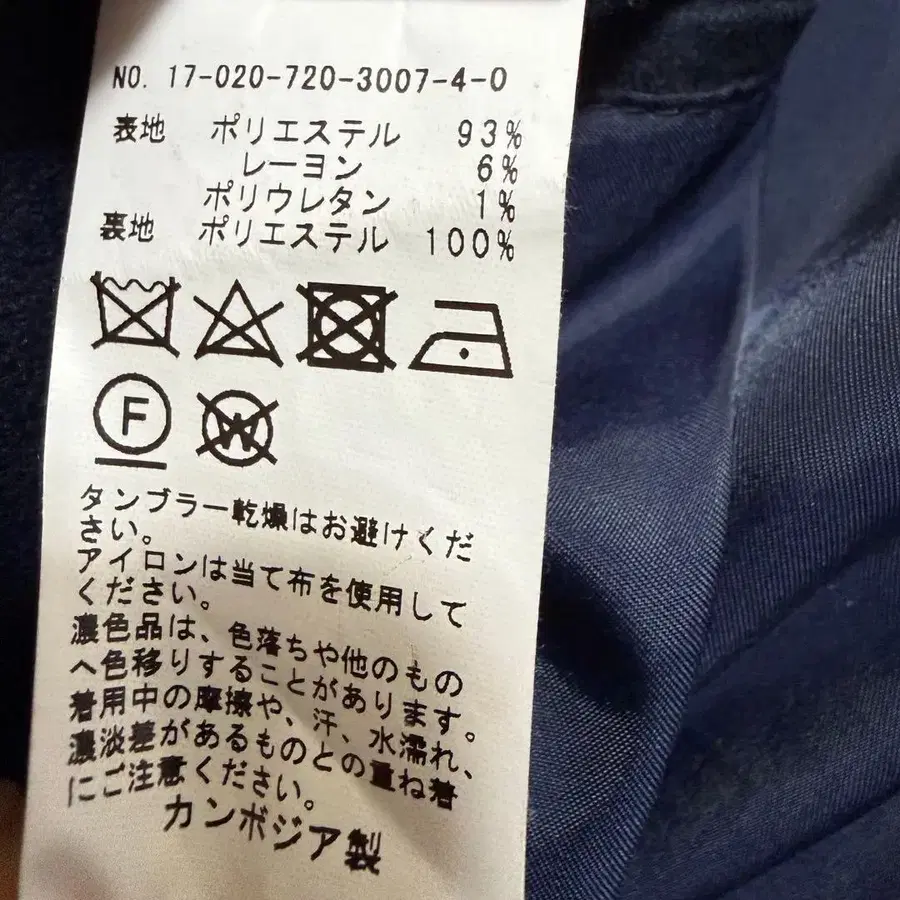 NO. 17-020-720-3007-4-0
表地 ポリエステル 93%
レーヨン 6%
ポリウレタン 1%
裏地 ポリエステル 100%
F
W
タンブラー乾燥はお避けくだ
さい。
アイロンは当て布を使用して
ください。
濃色品は、色落ちや他のもの
へ色移りすることがあります。
着用中の摩擦や、汗、水濡れ、
濃淡差があるものとの重ね着
にご注意ください。
カンボジア製